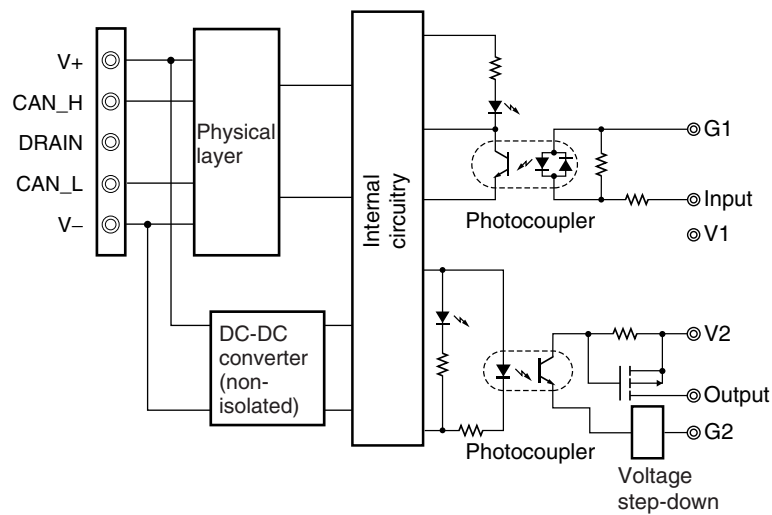 V+
CAN_H
DRAIN
CAN_L
V−
Physical
layer
DC-DC
converter
(non-
isolated)
Internal
circuitry
G1
Input
Photocoupler
V1
V2
Output
G2
Photocoupler
Voltage
step-down